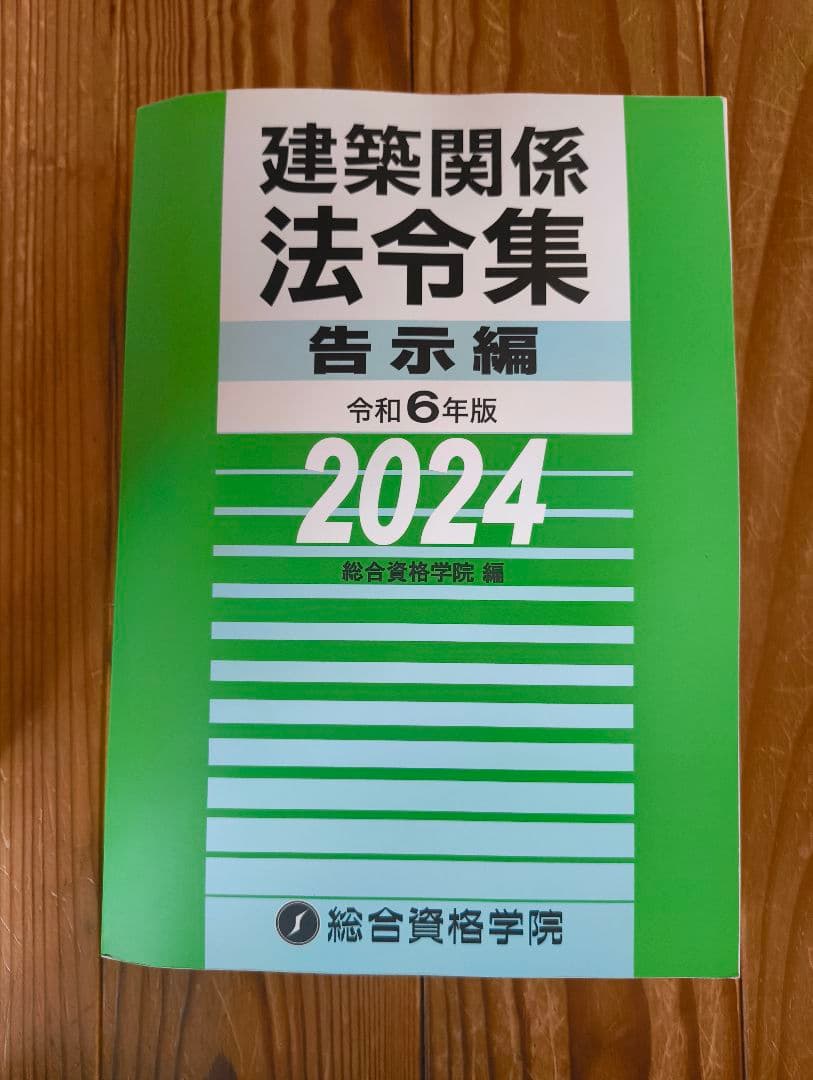 建築関係
法令集
告示編
令和6年版
2024
総合資格学院 編
総合資格学院